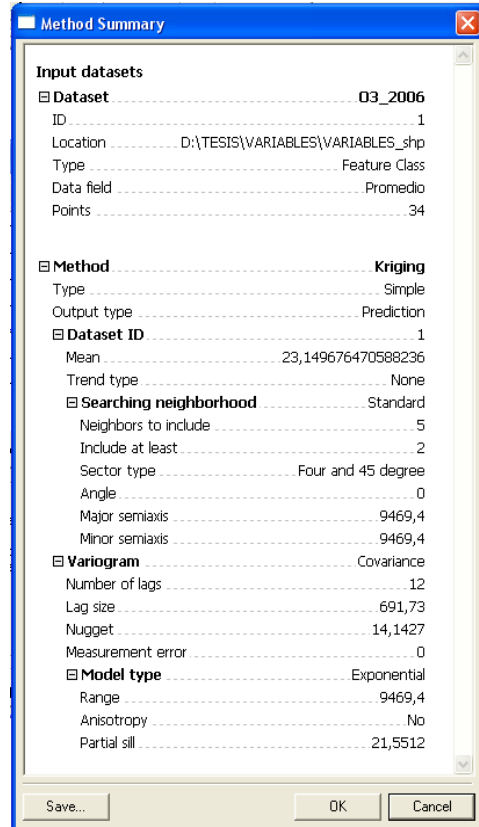 Method Summary
Input datasets
Dataset 03_2006
ID 1
Location D:\TESIS\VARIABLES\VARIABLES_shp
Type Feature Class
Data field Promedio
Points 34
Method Kriging
Type Simple
Output type Prediction
Dataset ID 1
Mean 23,149676470588236
Trend type None
Searching neighborhood Standard
Neighbors to include 5
Include at least 2
Sector type Four and 45 degree
Angle 0
Major semiaxis 9469,4
Minor semiaxis 9469,4
Variogram Covariance
Number of lags 12
Lag size 691,73
Nugget 14,1427
Measurement error 0
Model type Exponential
Range 9469,4
Anisotropy No
Partial sill 21,5512
Save... OK Cancel